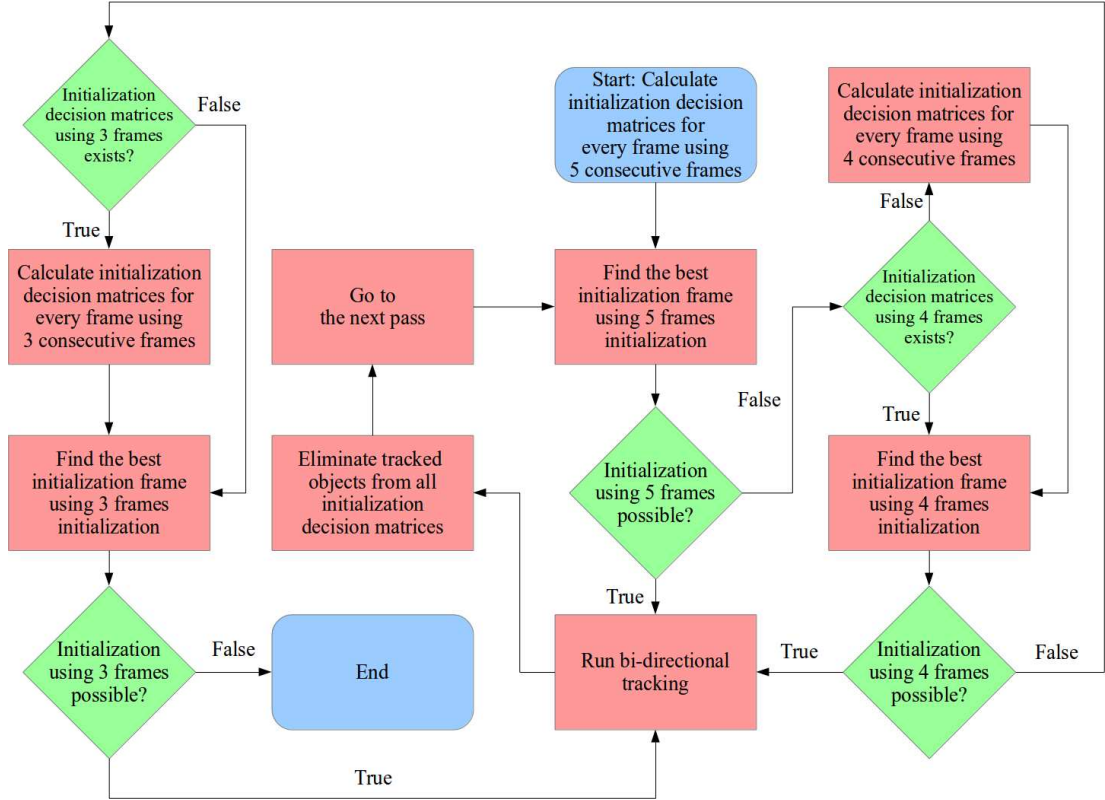 Initialization
decision matrices
using 3 frames
exists?
False
True
Calculate initialization
decision matrices for
every frame using
3 consecutive frames
Find the best
initialization frame
using 3 frames
initialization
Initialization
using 3 frames
possible?
False
True
End
Go to
the next pass
Eliminate tracked
objects from all
initialization
decision matrices
Start: Calculate
initialization decision
matrices for
every frame using
5 consecutive frames
Find the best
initialization frame
using 5 frames
initialization
False
Initialization
using 5 frames
possible?
True
Run bi-directional
tracking
Calculate initialization
decision matrices for
every frame using
4 consecutive frames
False
Initialization
decision matrices
using 4 frames
exists?
True
Find the best
initialization frame
using 4 frames
initialization
True
Initialization
using 4 frames
possible?
False